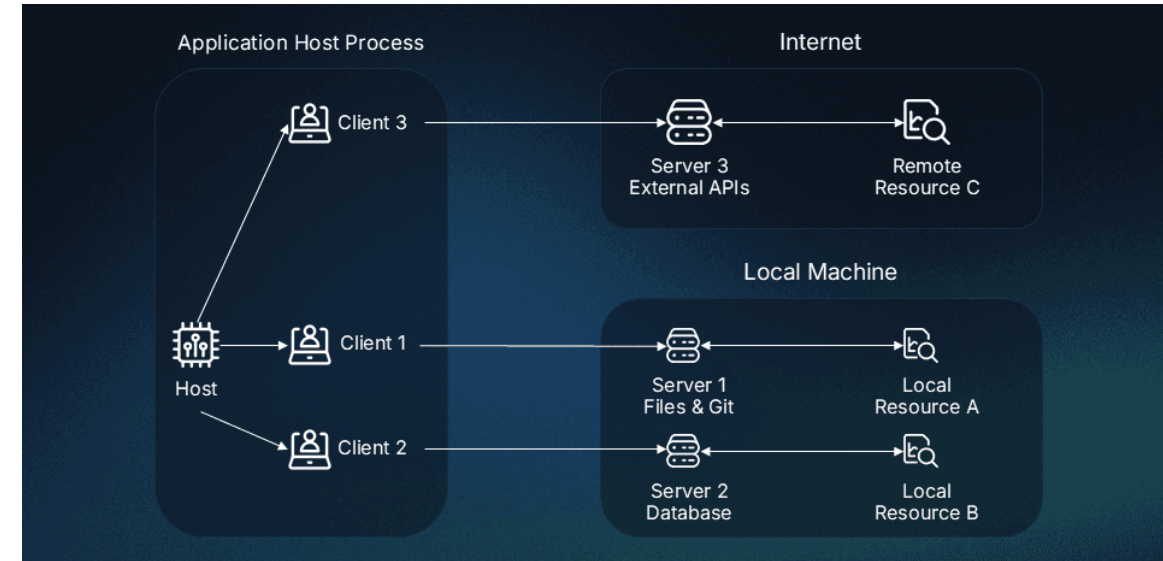 Application Host Process
Internet
Client 3
Server 3
External APIs
Remote
Resource C
Local Machine
Host
Client 1
Server 1
Files & Git
Local
Resource A
Client 2
Server 2
Database
Local
Resource B